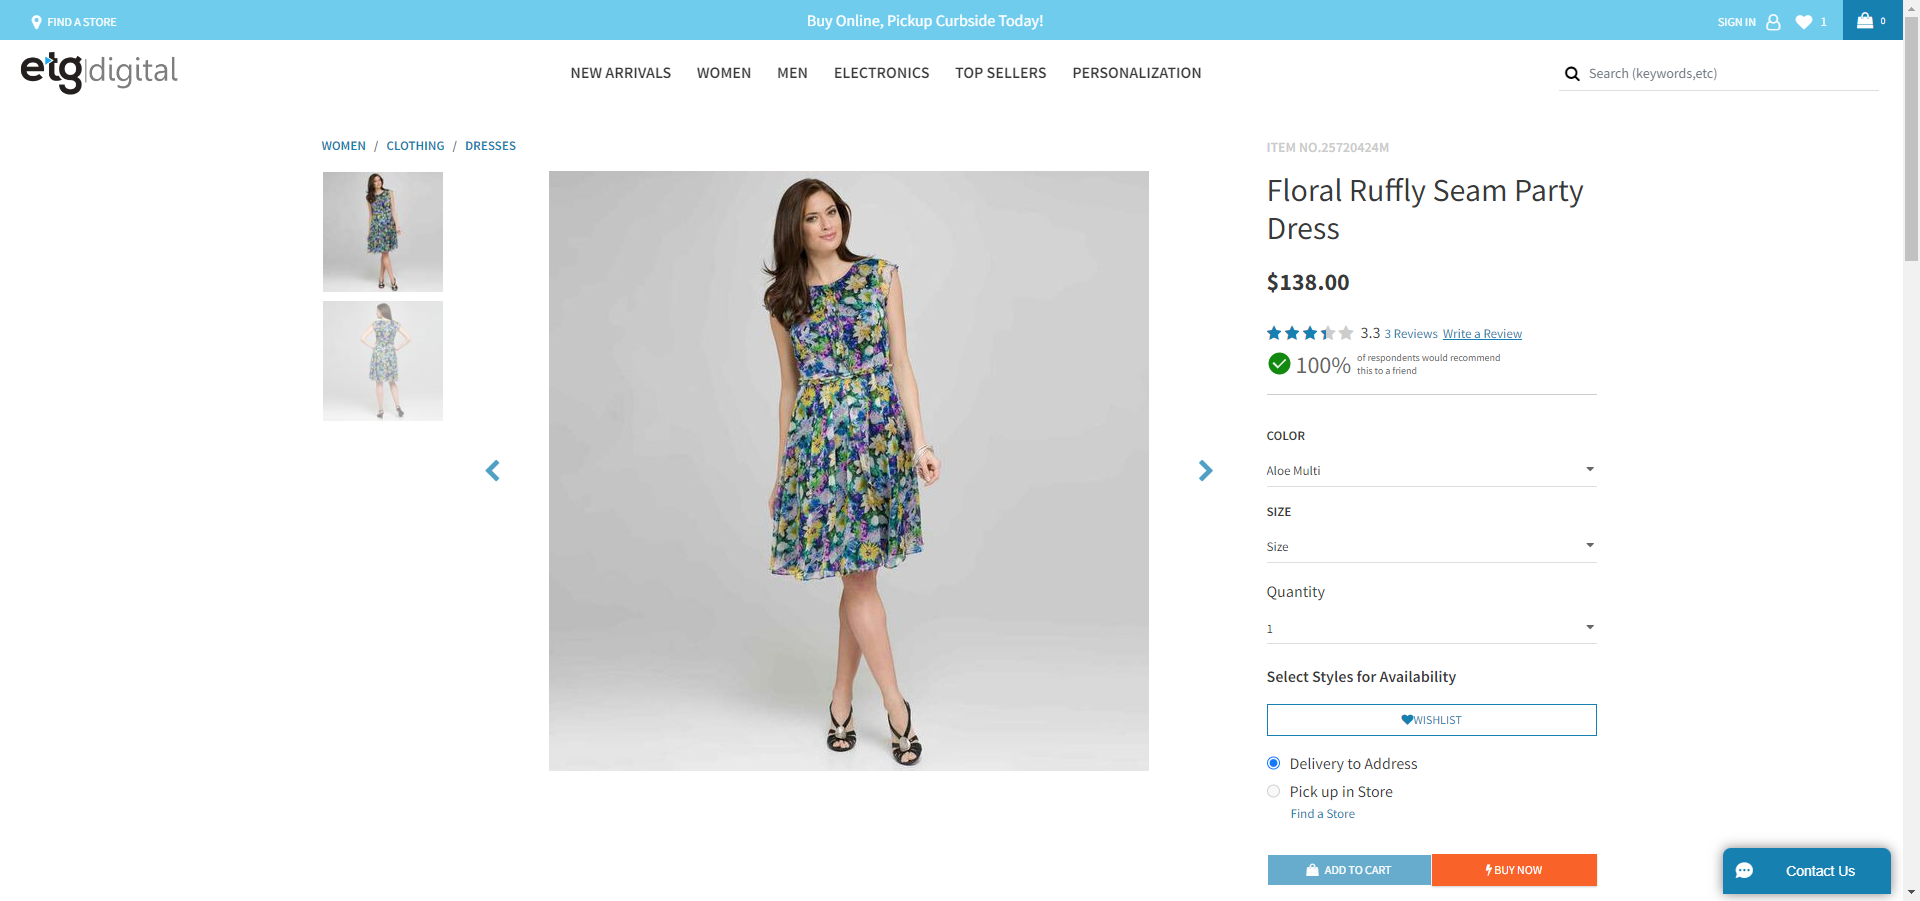 FIND A STORE
Buy Online, Pickup Curbside Today!
SIGN IN
1
0
etg|digital
NEW ARRIVALS
WOMEN
MEN
ELECTRONICS
TOP SELLERS
PERSONALIZATION
Search (keywords,etc)
WOMEN / CLOTHING / DRESSES
ITEM NO.25720424M
Floral Ruffly Seam Party
Dress
$138.00
3.3 3 Reviews Write a Review
100%
of respondents would recommend
this to a friend
COLOR
Aloe Multi
SIZE
Size
Quantity
1
Select Styles for Availability
WISHLIST
Delivery to Address
Pick up in Store
Find a Store
ADD TO CART
BUY NOW
Contact Us